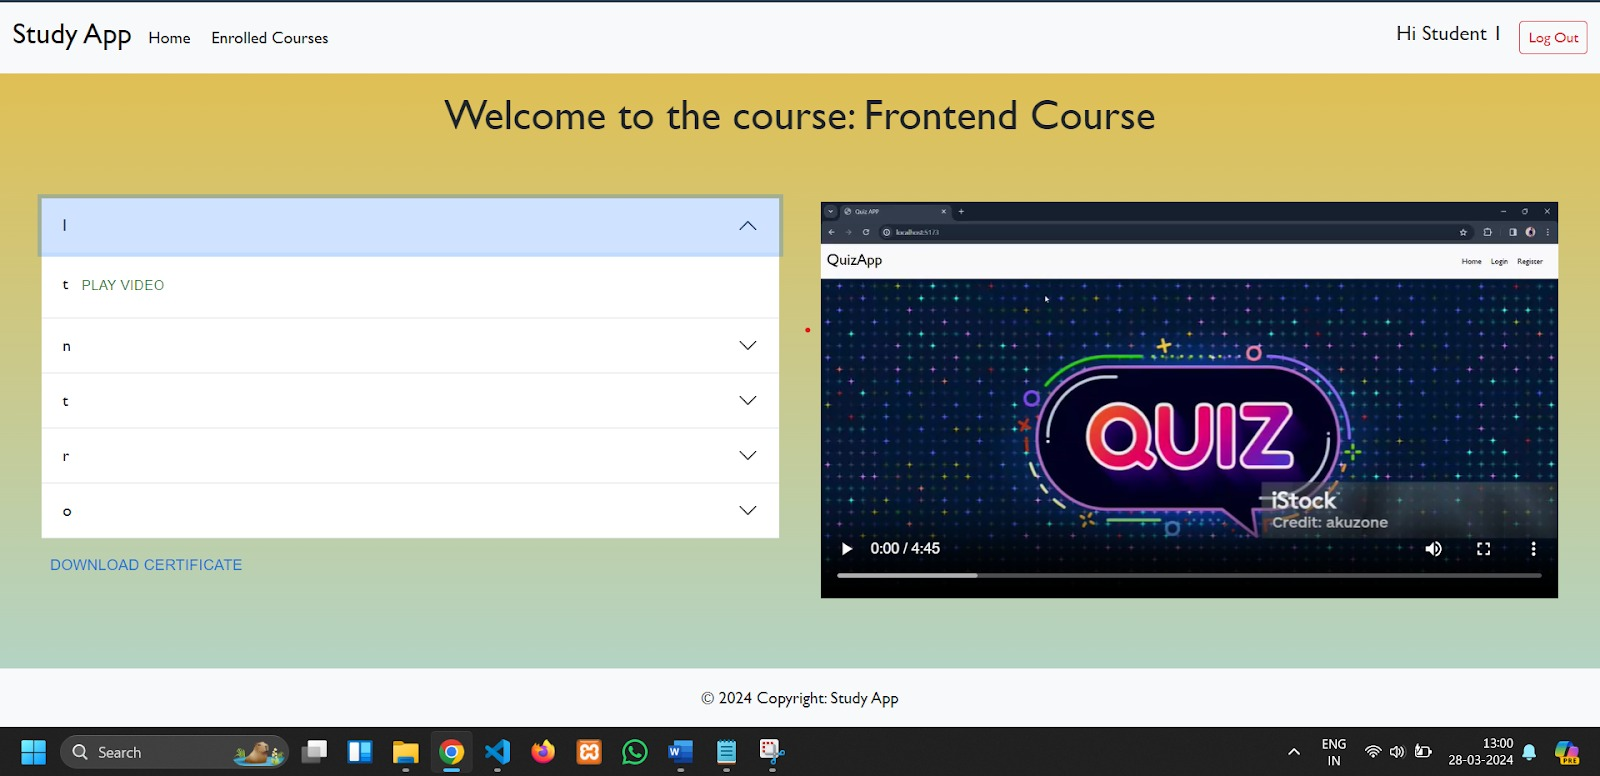 Study App Home Enrolled Courses Hi Student 1 Log Out
Welcome to the course: Frontend Course
I
t PLAY VIDEO
n
t
r
o
DOWNLOAD CERTIFICATE
Quiz APP
localhost:5173
QuizApp Home Login Register
QUIZ
iStock
Credit: akuzone
0:00 / 4:45
© 2024 Copyright: Study App
Search
ENG
IN
13:00
28-03-2024
PRE